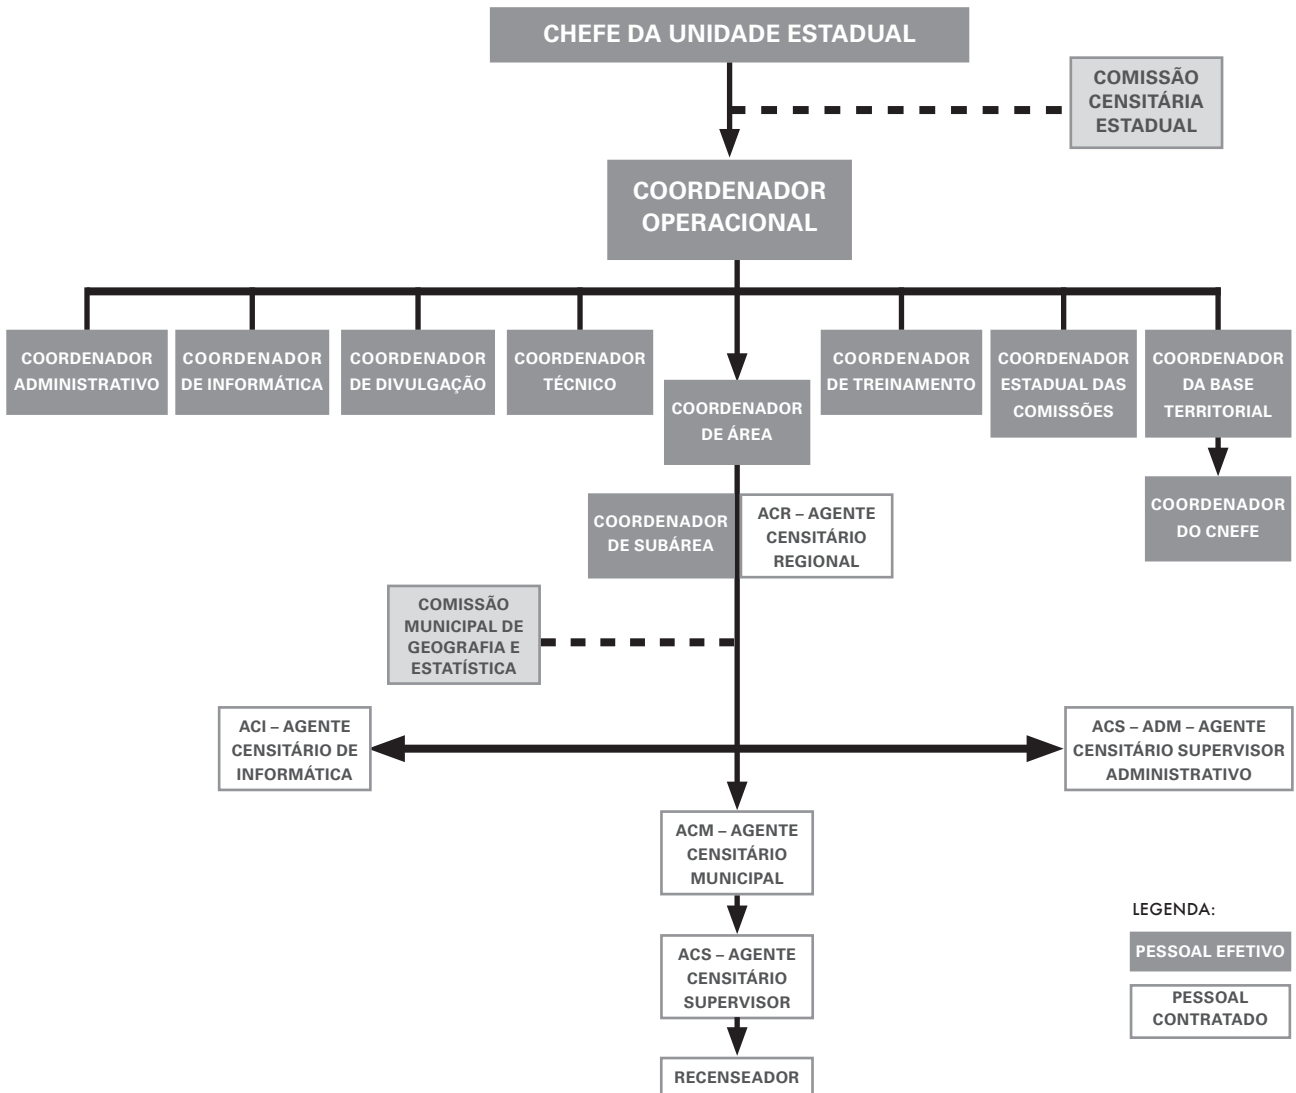 CHEFE DA UNIDADE ESTADUAL
COMISSÃO
CENSITÁRIA
ESTADUAL
COORDENADOR
OPERACIONAL
COORDENADOR
ADMINISTRATIVO
COORDENADOR
DE INFORMÁTICA
COORDENADOR
DE DIVULGAÇÃO
COORDENADOR
TÉCNICO
COORDENADOR
DE ÁREA
COORDENADOR
DE TREINAMENTO
COORDENADOR
ESTADUAL DAS
COMISSÕES
COORDENADOR
DA BASE
TERRITORIAL
COORDENADOR
DO CNEFE
COORDENADOR
DE SUBÁREA
ACR – AGENTE
CENSITÁRIO
REGIONAL
COMISSÃO
MUNICIPAL DE
GEOGRAFIA E
ESTATÍSTICA
ACI – AGENTE
CENSITÁRIO DE
INFORMÁTICA
ACS – ADM – AGENTE
CENSITÁRIO SUPERVISOR
ADMINISTRATIVO
ACM – AGENTE
CENSITÁRIO
MUNICIPAL
ACS – AGENTE
CENSITÁRIO
SUPERVISOR
RECENSEADOR
LEGENDA:
PESSOAL EFETIVO
PESSOAL
CONTRATADO